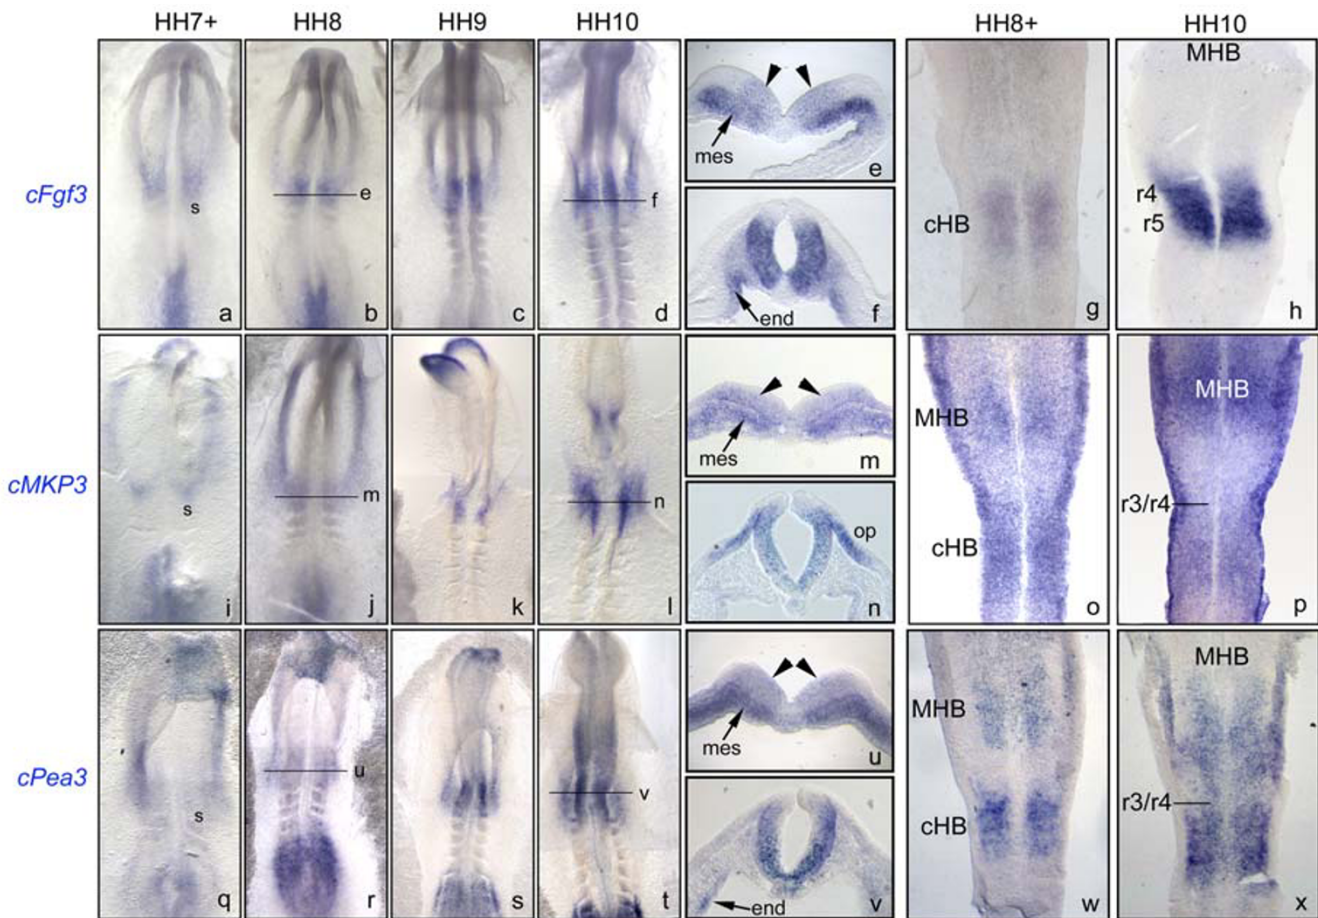 HH7+ HH8 HH9 HH10 HH8+ HH10
cFgf3
s
a
e
b
c
f
d
mes
e
end
f
cHB
g
MHB
r4
r5
h
cMKP3
s
i
m
j
k
n
l
mes
m
op
n
MHB
cHB
o
MHB
r3/r4
p
cPea3
s
q
u
r
s
v
t
mes
u
end
v
MHB
cHB
w
MHB
r3/r4
x